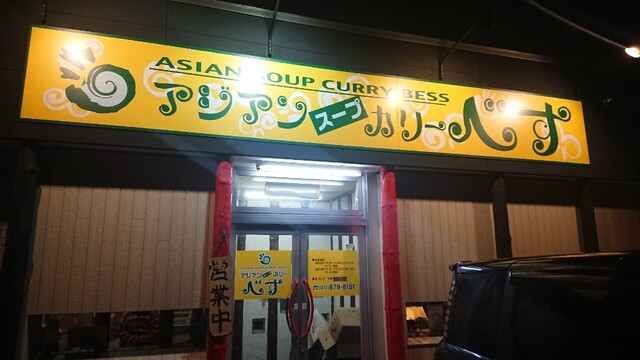 ASIAN SOUP CURRY BESS
アジアン スープ カリー べす
アジアン カリー
べす
879-8151
営業中